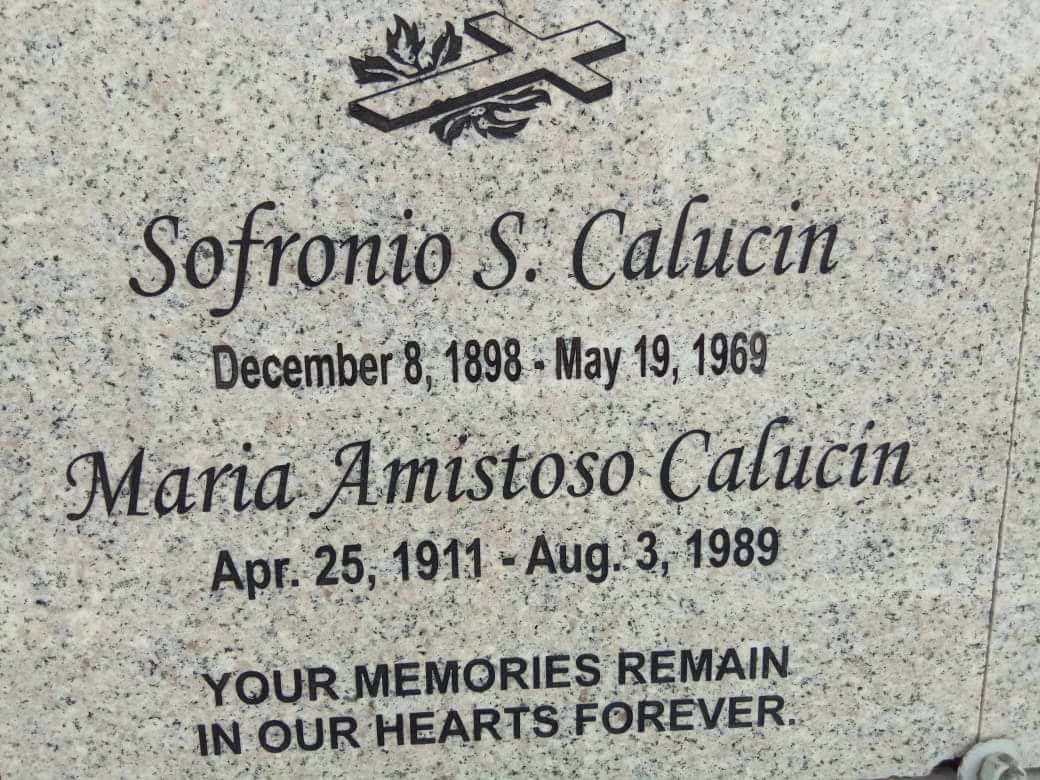 Sofronio S. Calucin
December 8, 1898 - May 19, 1969
Maria Amistoso Calucin
Apr. 25, 1911 - Aug. 3, 1989
YOUR MEMORIES REMAIN
IN OUR HEARTS FOREVER.